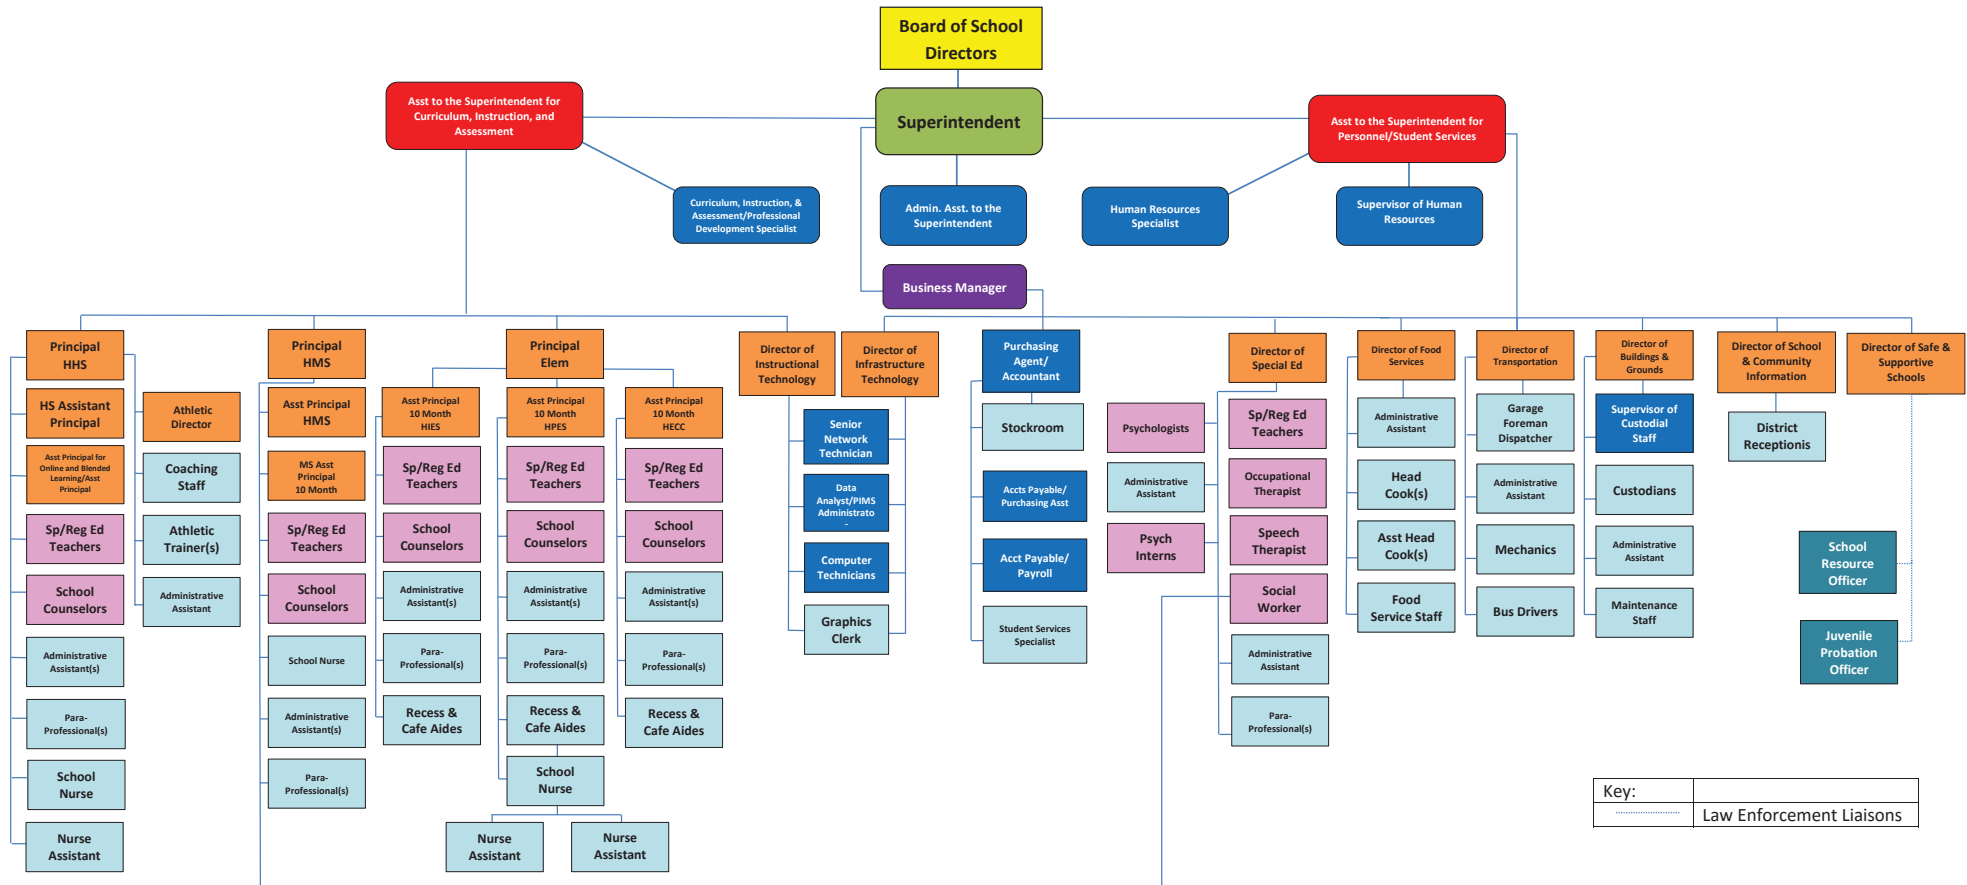 Board of School
Directors
Asst to the Superintendent for
Curriculum, Instruction, and
Assessment
Superintendent
Asst to the Superintendent for
Personnel/Student Services
Curriculum, Instruction, &
Assessment/Professional
Development Specialist
Admin. Asst. to the
Superintendent
Human Resources
Specialist
Supervisor of Human
Resources
Business Manager
Principal
HHS
HS Assistant
Principal
Asst Principal for
Online and Blended
Learning/Asst
Principal
Sp/Reg Ed
Teachers
School
Counselors
Administrative
Assistant(s)
Para-
Professional(s)
School
Nurse
Nurse
Assistant
Athletic
Director
Coaching
Staff
Athletic
Trainer(s)
Administrative
Assistant
Principal
HMS
Asst Principal
HMS
MS Asst
Principal
10 Month
Sp/Reg Ed
Teachers
School
Counselors
School Nurse
Administrative
Assistant(s)
Para-
Professional(s)
Principal
Elem
Asst Principal
10 Month
HIES
Sp/Reg Ed
Teachers
School
Counselors
Administrative
Assistant(s)
Para-
Professional(s)
Recess &
Cafe Aides
Asst Principal
10 Month
HPES
Sp/Reg Ed
Teachers
School
Counselors
Administrative
Assistant(s)
Para-
Professional(s)
Recess &
Cafe Aides
School
Nurse
Nurse
Assistant
Nurse
Assistant
Asst Principal
10 Month
HECC
Sp/Reg Ed
Teachers
School
Counselors
Administrative
Assistant(s)
Para-
Professional(s)
Recess &
Cafe Aides
Director of
Instructional
Technology
Director of
Infrastructure
Technology
Senior
Network
Technician
Data
Analyst/PIMS
Administrato
-
Computer
Technicians
Graphics
Clerk
Purchasing
Agent/
Accountant
Stockroom
Accts Payable/
Purchasing Asst
Acct Payable/
Payroll
Student Services
Specialist
Director of
Special Ed
Psychologists
Administrative
Assistant
Psych
Interns
Sp/Reg Ed
Teachers
Occupational
Therapist
Speech
Therapist
Social
Worker
Administrative
Assistant
Para-
Professional(s)
Director of Food
Services
Administrative
Assistant
Head
Cook(s)
Asst Head
Cook(s)
Food
Service Staff
Director of
Transportation
Garage
Foreman
Dispatcher
Administrative
Assistant
Mechanics
Bus Drivers
Director of
Buildings &
Grounds
Supervisor of
Custodial
Staff
Custodians
Administrative
Assistant
Maintenance
Staff
Director of School
& Community
Information
District
Receptionis
Director of Safe &
Supportive
Schools
School
Resource
Officer
Juvenile
Probation
Officer
Key:
Law Enforcement Liaisons